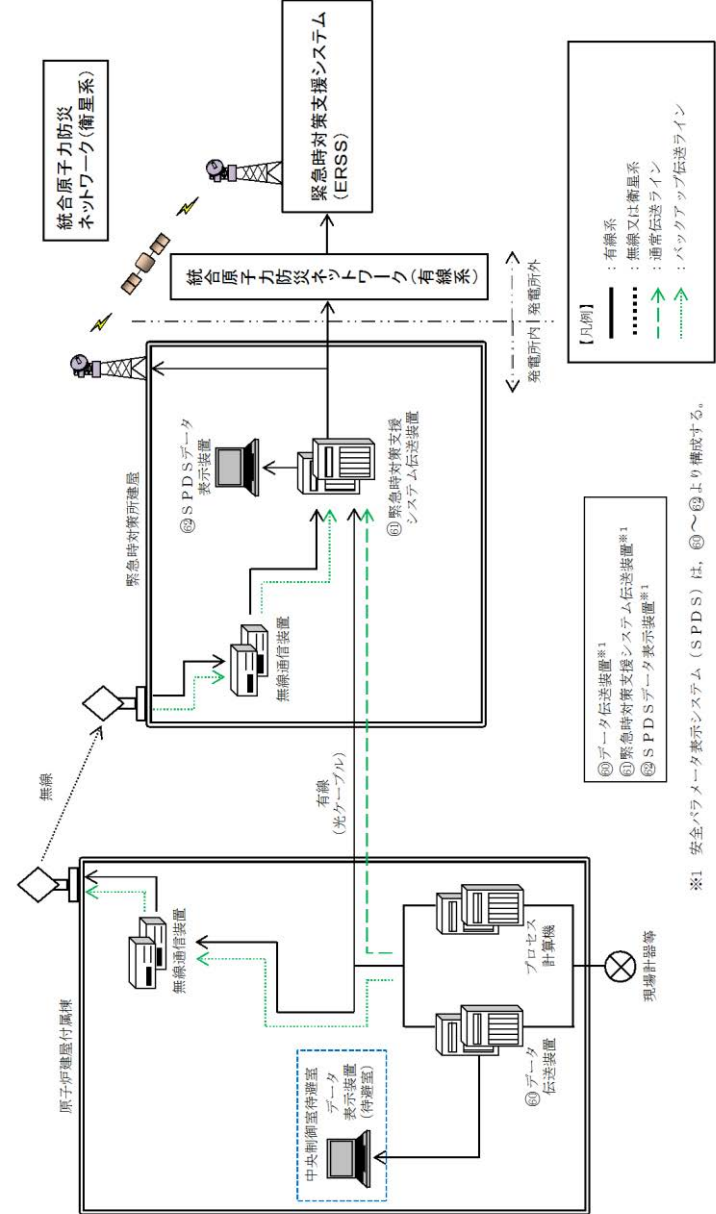 統合原子力防災
ネットワーク(衛星系)
緊急時対策支援システム
(ERSS)
統合原子力防災ネットワーク(有線系)
発電所内
発電所外
緊急時対策所建屋
㊷ＳＰＤＳデータ
表示装置
㊶緊急時対策支援
システム伝送装置
無線通信装置
無線
有線
(光ケーブル)
原子炉建屋付属棟
無線通信装置
中央制御室待避室
データ
表示装置
(待避室)
㊵データ
伝送装置
プロセス
計算機
現場計器等
【凡例】
：有線系
：無線又は衛星系
：通常伝送ライン
：バックアップ伝送ライン
データ伝送装置※1
緊急時対策支援システム伝送装置※1
ＳＰＤＳデータ表示装置※1
※1　安全パラメータ表示システム（ＳＰＤＳ）は，～より構成する。